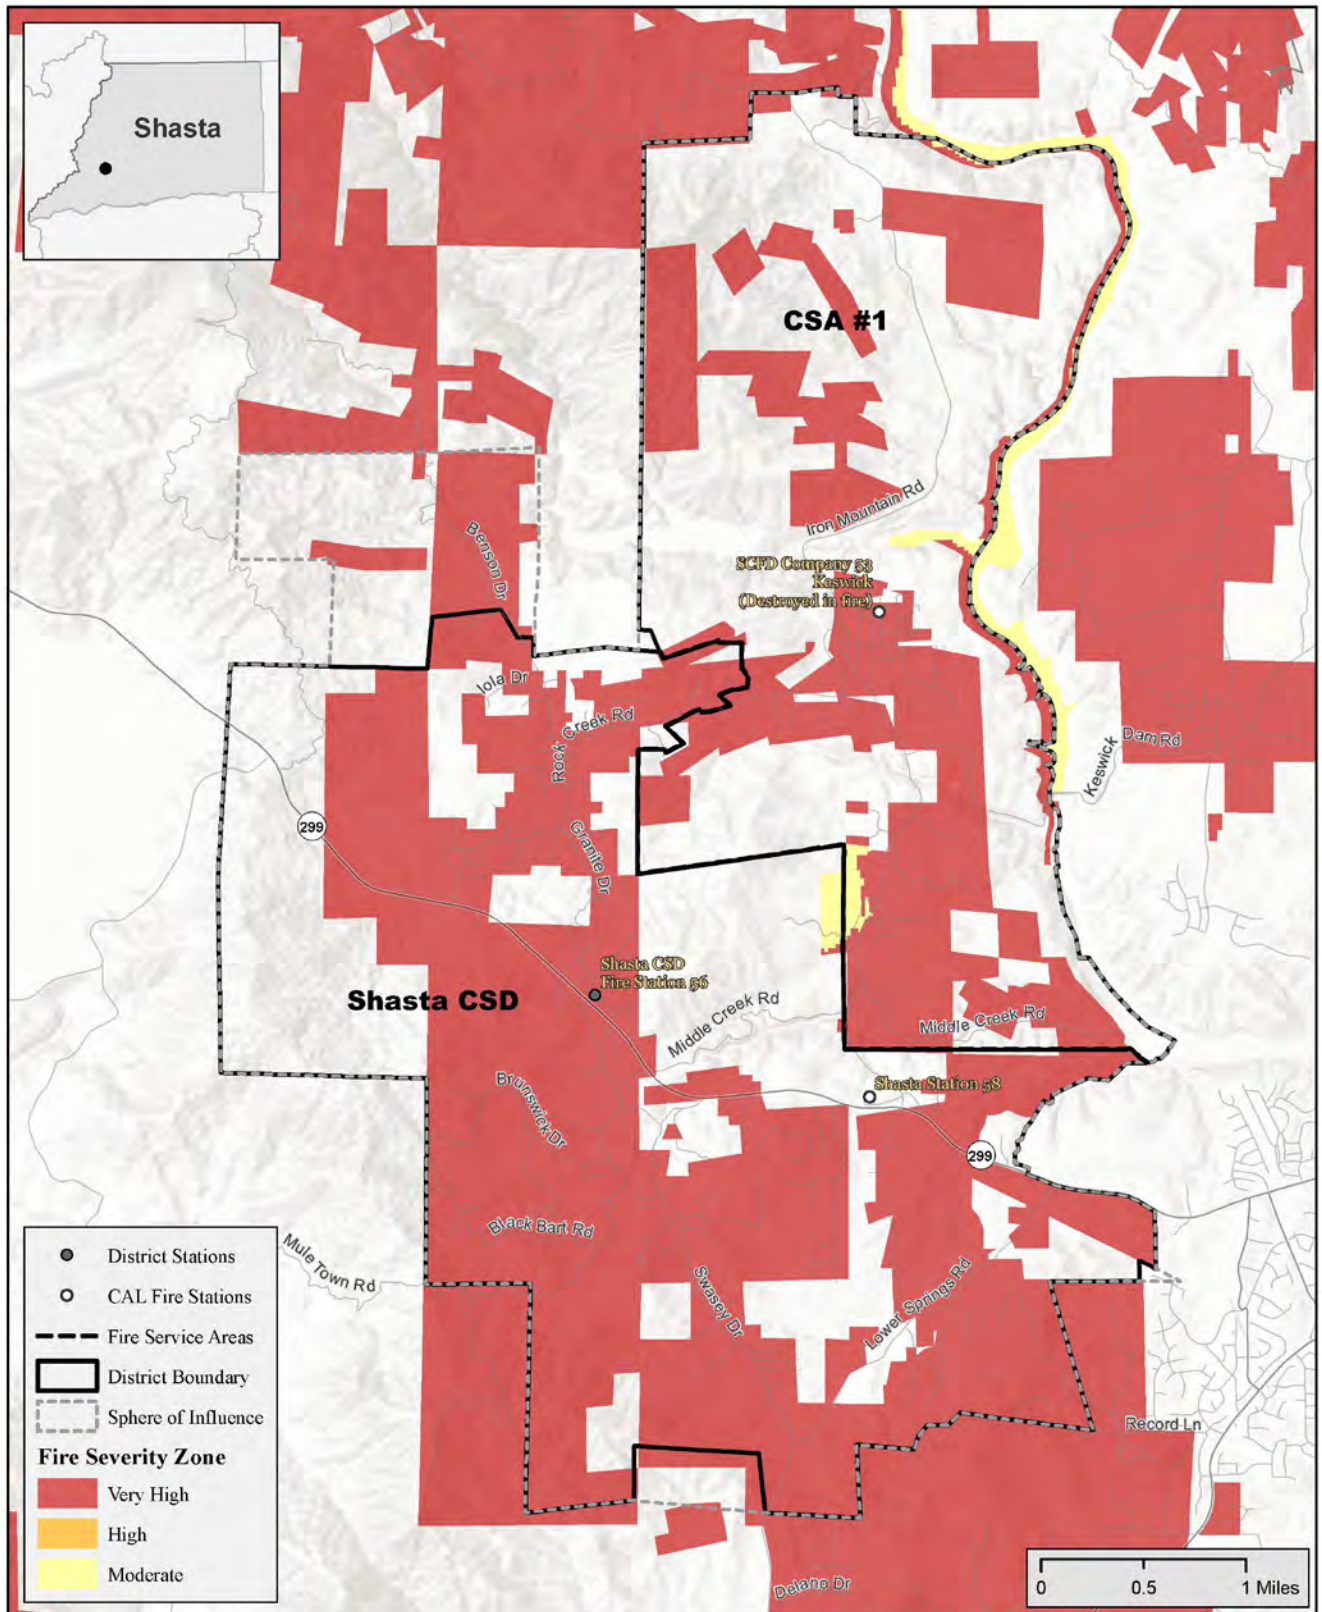 Shasta
CSA #1
Iron Mountain Rd
SCFD Company 53
Keswick
(Destroyed in fire)
Benson Dr
Iola Dr
Rock Creek Rd
Keswick Dam Rd
299
Granite Dr
Shasta CSD
Fire Station 56
Shasta CSD
Middle Creek Rd
Middle Creek Rd
Shasta Station 58
Brunswick Dr
299
Black Bart Rd
Mule Town Rd
Swasey Dr
Lower Springs Rd
Record Ln
Delano Dr
District Stations
CAL Fire Stations
Fire Service Areas
District Boundary
Sphere of Influence
Fire Severity Zone
Very High
High
Moderate
0 0.5 1 Miles